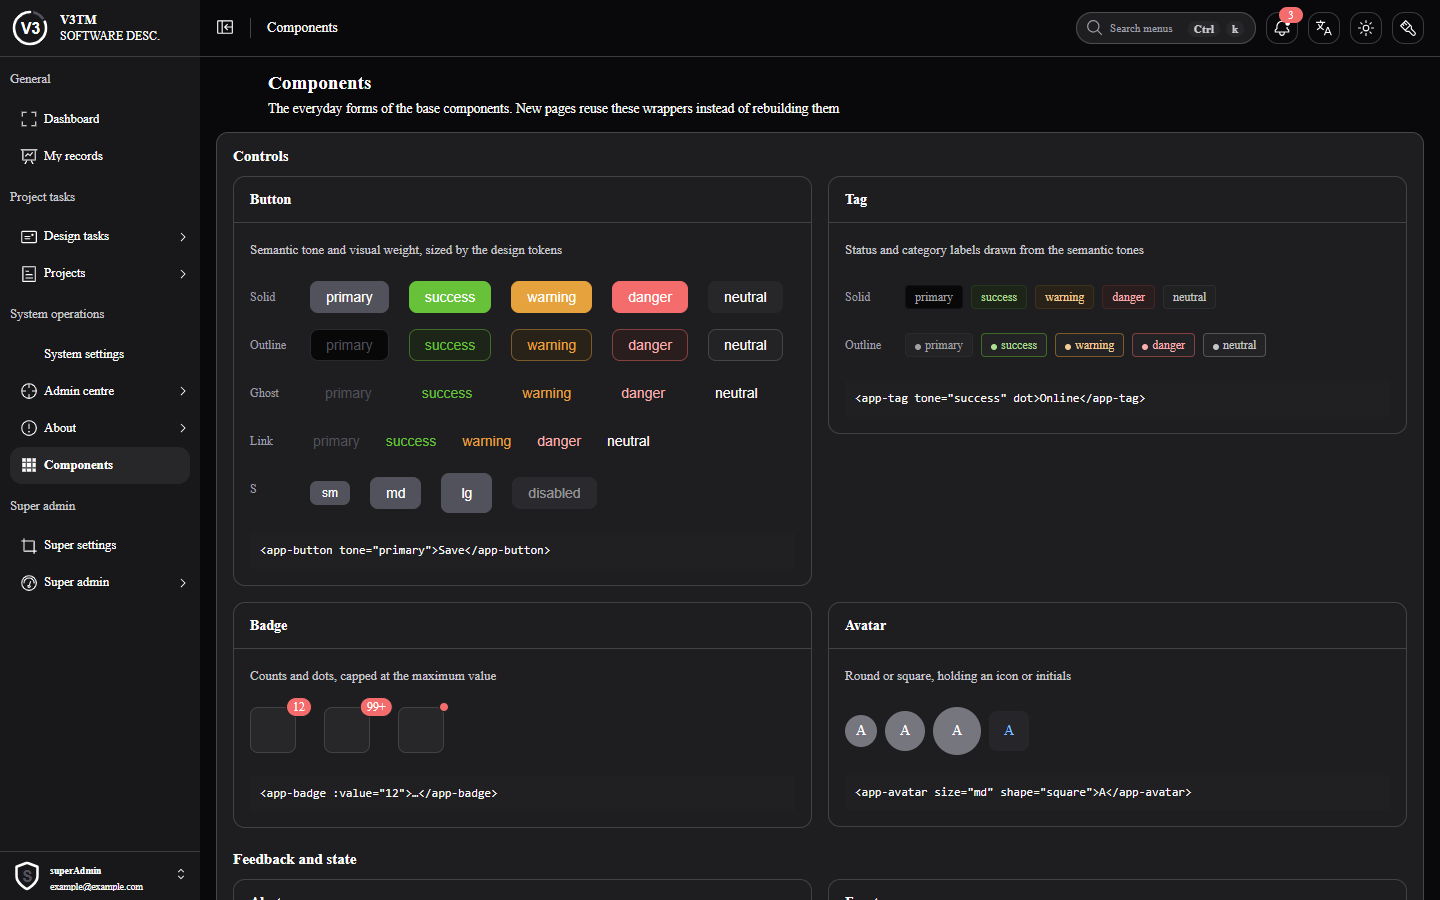 V3
V3TM
SOFTWARE DESC.
Components
Search menus Ctrl k
3
General
Dashboard
My records
Project tasks
Design tasks
Projects
System operations
System settings
Admin centre
About
Components
Super admin
Super settings
Super admin
S
superAdmin
example@example.com
Components
The everyday forms of the base components. New pages reuse these wrappers instead of rebuilding them
Controls
Button
Semantic tone and visual weight, sized by the design tokens
Solid primary success warning danger neutral
Outline primary success warning danger neutral
Ghost primary success warning danger neutral
Link primary success warning danger neutral
S sm md lg disabled
<app-button tone="primary">Save</app-button>
Tag
Status and category labels drawn from the semantic tones
Solid primary success warning danger neutral
Outline primary success warning danger neutral
<app-tag tone="success" dot>Online</app-tag>
Badge
Counts and dots, capped at the maximum value
12 99+
<app-badge :value="12">…</app-badge>
Avatar
Round or square, holding an icon or initials
A A A A
<app-avatar size="md" shape="square">A</app-avatar>
Feedback and state